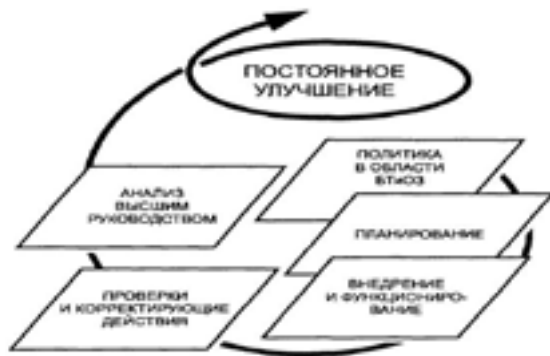 ПОСТОЯННОЕ
УЛУЧШЕНИЕ
ПОЛИТИКА
В ОБЛАСТИ
БТиОЗ
АНАЛИЗ
ВЫСШИМ
РУКОВОДСТВОМ
ПЛАНИРОВАНИЕ
ВНЕДРЕНИЕ
И ФУНКЦИОНИРО-
ВАНИЕ
ПРОВЕРКИ
И КОРРЕКТИРУЮЩИЕ
ДЕЙСТВИЯ